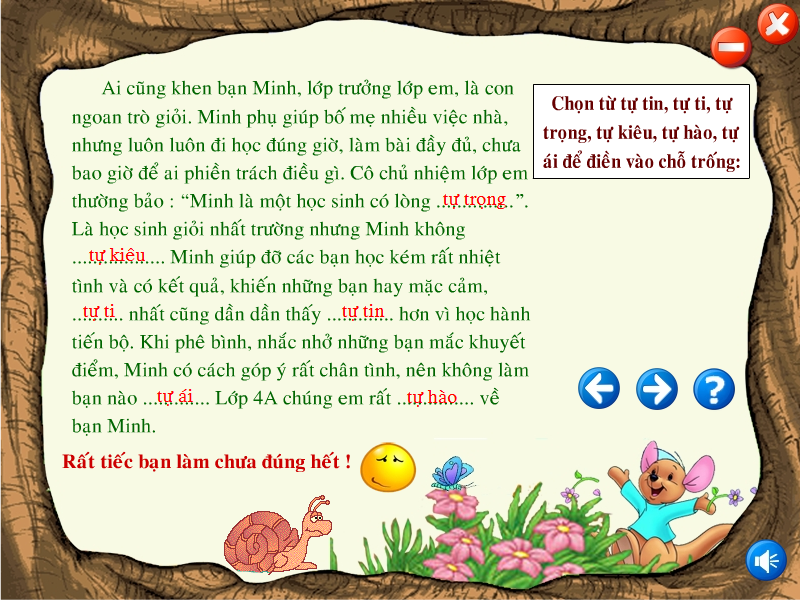 Ai cũng khen bạn Minh, lớp trưởng lớp em, là con
ngoan trò giỏi. Minh phụ giúp bố mẹ nhiều việc nhà,
nhưng luôn luôn đi học đúng giờ, làm bài đầy đủ, chưa
bao giờ để ai phiền trách điều gì. Cô chủ nhiệm lớp em
thường bảo : “Minh là một học sinh có lòng ...tự trọng...”.
Là học sinh giỏi nhất trường nhưng Minh không
...tự kiêu... Minh giúp đỡ các bạn học kém rất nhiệt
tình và có kết quả, khiến những bạn hay mặc cảm,
...tự ti... nhất cũng dần dần thấy ...tự tin... hơn vì học hành
tiến bộ. Khi phê bình, nhắc nhở những bạn mắc khuyết
điểm, Minh có cách góp ý rất chân tình, nên không làm
bạn nào ...tự ái... Lớp 4A chúng em rất ...tự hào... về
bạn Minh.
Chọn từ tự tin, tự ti, tự
trọng, tự kiêu, tự hào, tự
ái để điền vào chỗ trống:
Rất tiếc bạn làm chưa đúng hết !
?